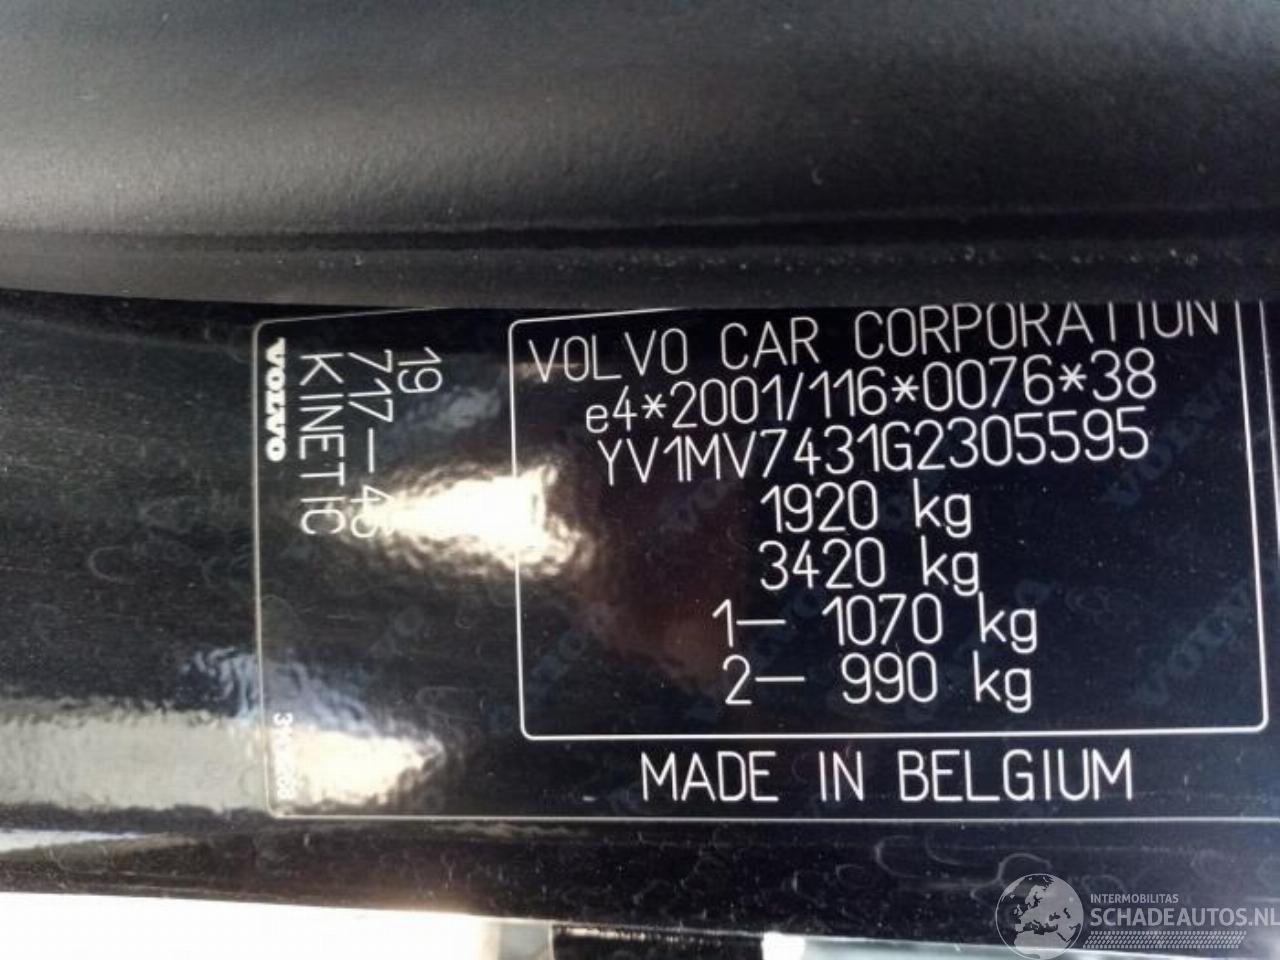 VOLVO CAR CORPORATION
e4*2001/116*0076*38
YV1MV7431G2305595
1920 kg
3420 kg
1— 1070 kg
2— 990 kg
MADE IN BELGIUM
19
717-46
KINETIC
VOLVO
INTERMOBILITAS
SCHADEAUTOS.NL